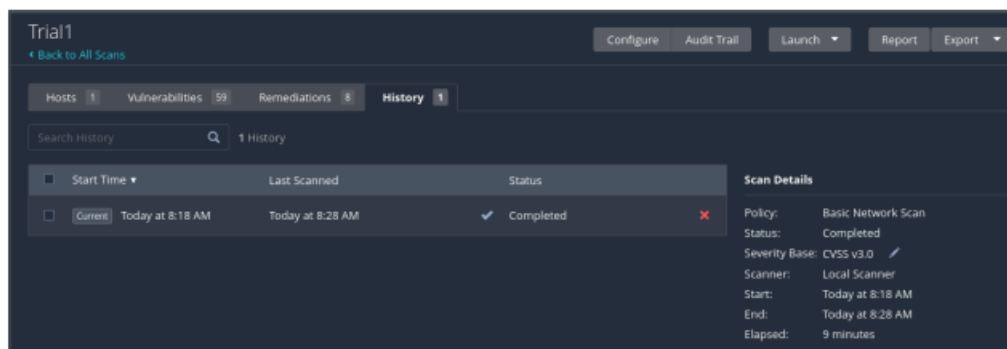 Trial1
‹ Back to All Scans
Configure Audit Trail Launch ▼ Report Export ▼
Hosts 1 Vulnerabilities 59 Remediations 8 History 1
Search History 1 History
Start Time ▼ Last Scanned Status
Current Today at 8:18 AM Today at 8:28 AM ✓ Completed ✕
Scan Details
Policy: Basic Network Scan
Status: Completed
Severity Base: CVSS v3.0
Scanner: Local Scanner
Start: Today at 8:18 AM
End: Today at 8:28 AM
Elapsed: 9 minutes